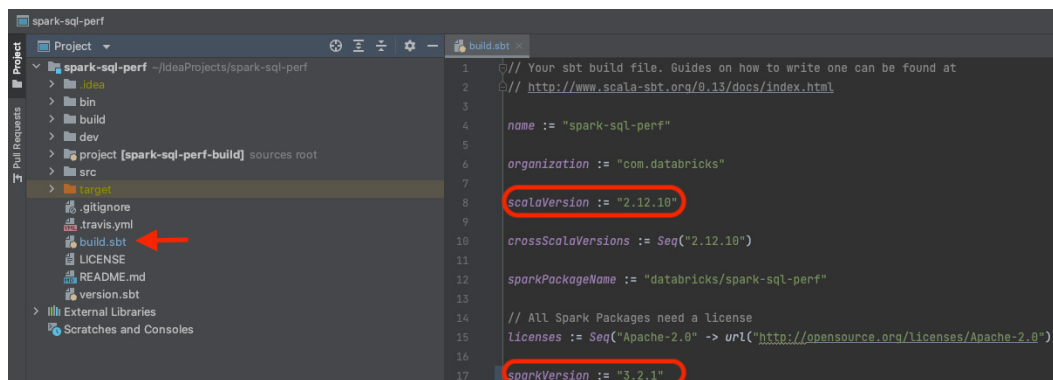 spark-sql-perf
Project
Project
build.sbt
spark-sql-perf ~/IdeaProjects/spark-sql-perf
.idea
bin
build
dev
project [spark-sql-perf-build] sources root
src
target
.gitignore
.travis.yml
build.sbt
LICENSE
README.md
version.sbt
External Libraries
Scratches and Consoles
Pull Requests
1 // Your sbt build file. Guides on how to write one can be found at
2 // http://www.scala-sbt.org/0.13/docs/index.html
3
4 name := "spark-sql-perf"
5
6 organization := "com.databricks"
7
8 scalaVersion := "2.12.10"
9
10 crossScalaVersions := Seq("2.12.10")
11
12 sparkPackageName := "databricks/spark-sql-perf"
13
14 // All Spark Packages need a license
15 licenses := Seq("Apache-2.0" -> url("http://opensource.org/licenses/Apache-2.0")
16
17 sparkVersion := "3.2.1"